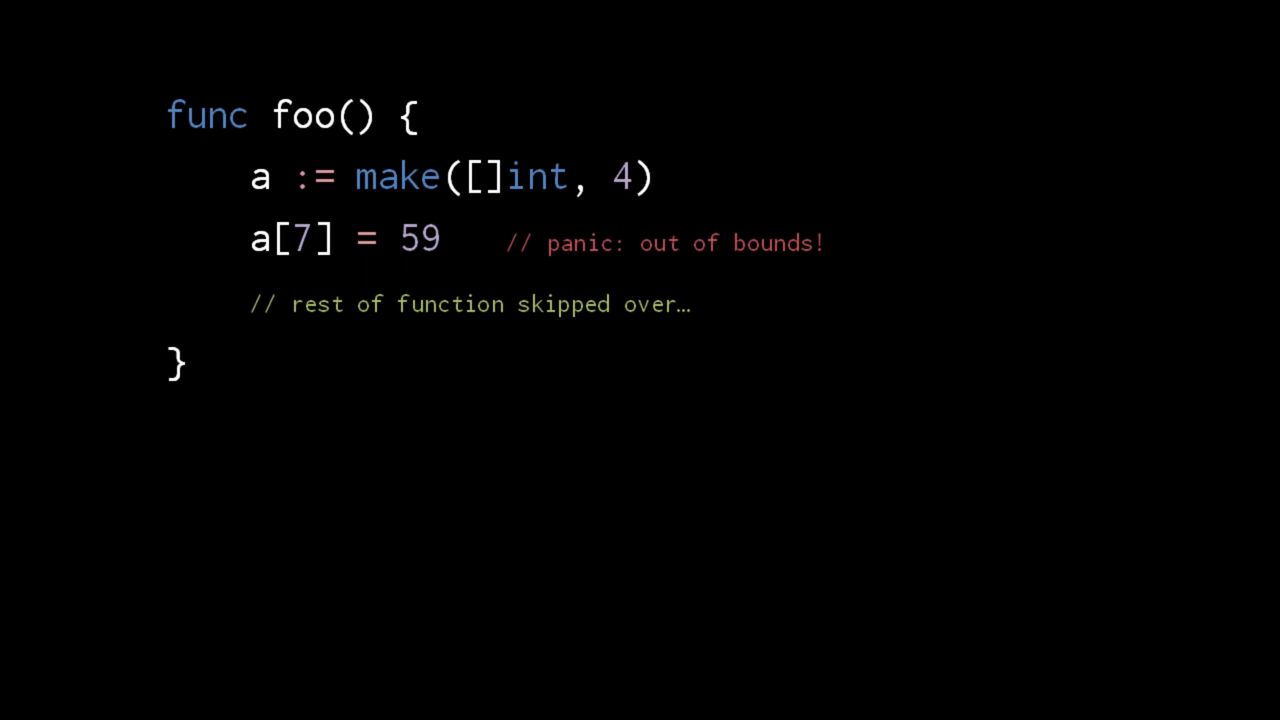 func foo() {
a := make([]int, 4)
a[7] = 59 // panic: out of bounds!
// rest of function skipped over…
}